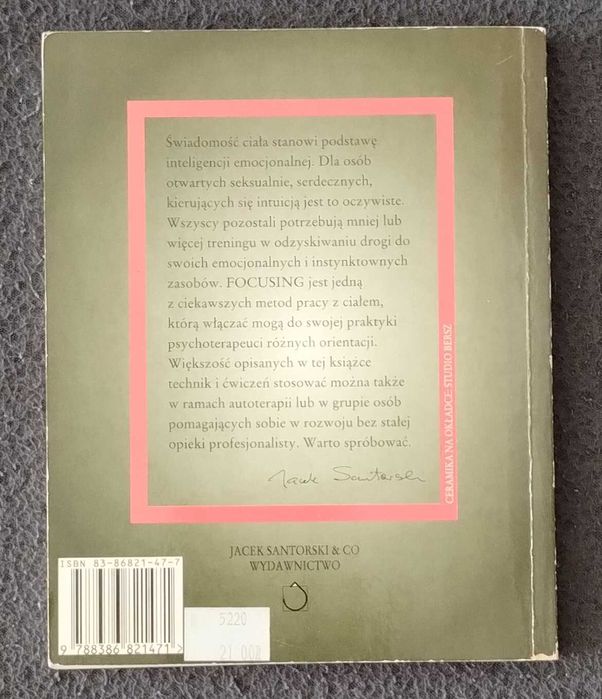 Świadomość ciała stanowi podstawę
inteligencji emocjonalnej. Dla osób
otwartych seksualnie, serdecznych,
kierujących się intuicją jest to oczywiste.
Wszyscy pozostali potrzebują mniej lub
więcej treningu w odzyskiwaniu drogi do
swoich emocjonalnych i instynktownych
zasobów. FOCUSING jest jedną
z ciekawszych metod pracy z ciałem,
którą włączać mogą do swojej praktyki
psychoterapeuci różnych orientacji.
Większość opisanych w tej książce
technik i ćwiczeń stosować można także
w ramach autoterapii lub w grupie osób
pomagających sobie w rozwoju bez stałej
opieki profesjonalisty. Warto spróbować.
Jacek Santorski
CERAMIKA NA OKŁADCE: STUDIO BERSZ
JACEK SANTORSKI & CO
WYDAWNICTWO
ISBN 83-86821-47-7
9 788386 821471 >
5220